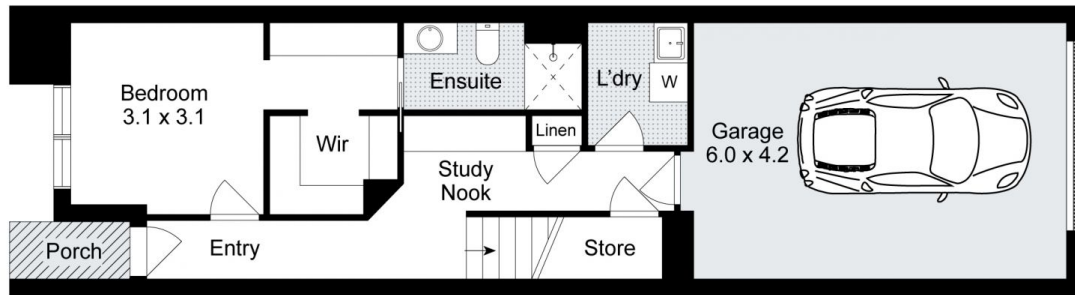 Bedroom
3.1 x 3.1
Wir
Ensuite
L'dry
W
Linen
Study
Nook
Garage
6.0 x 4.2
Porch
Entry
Store